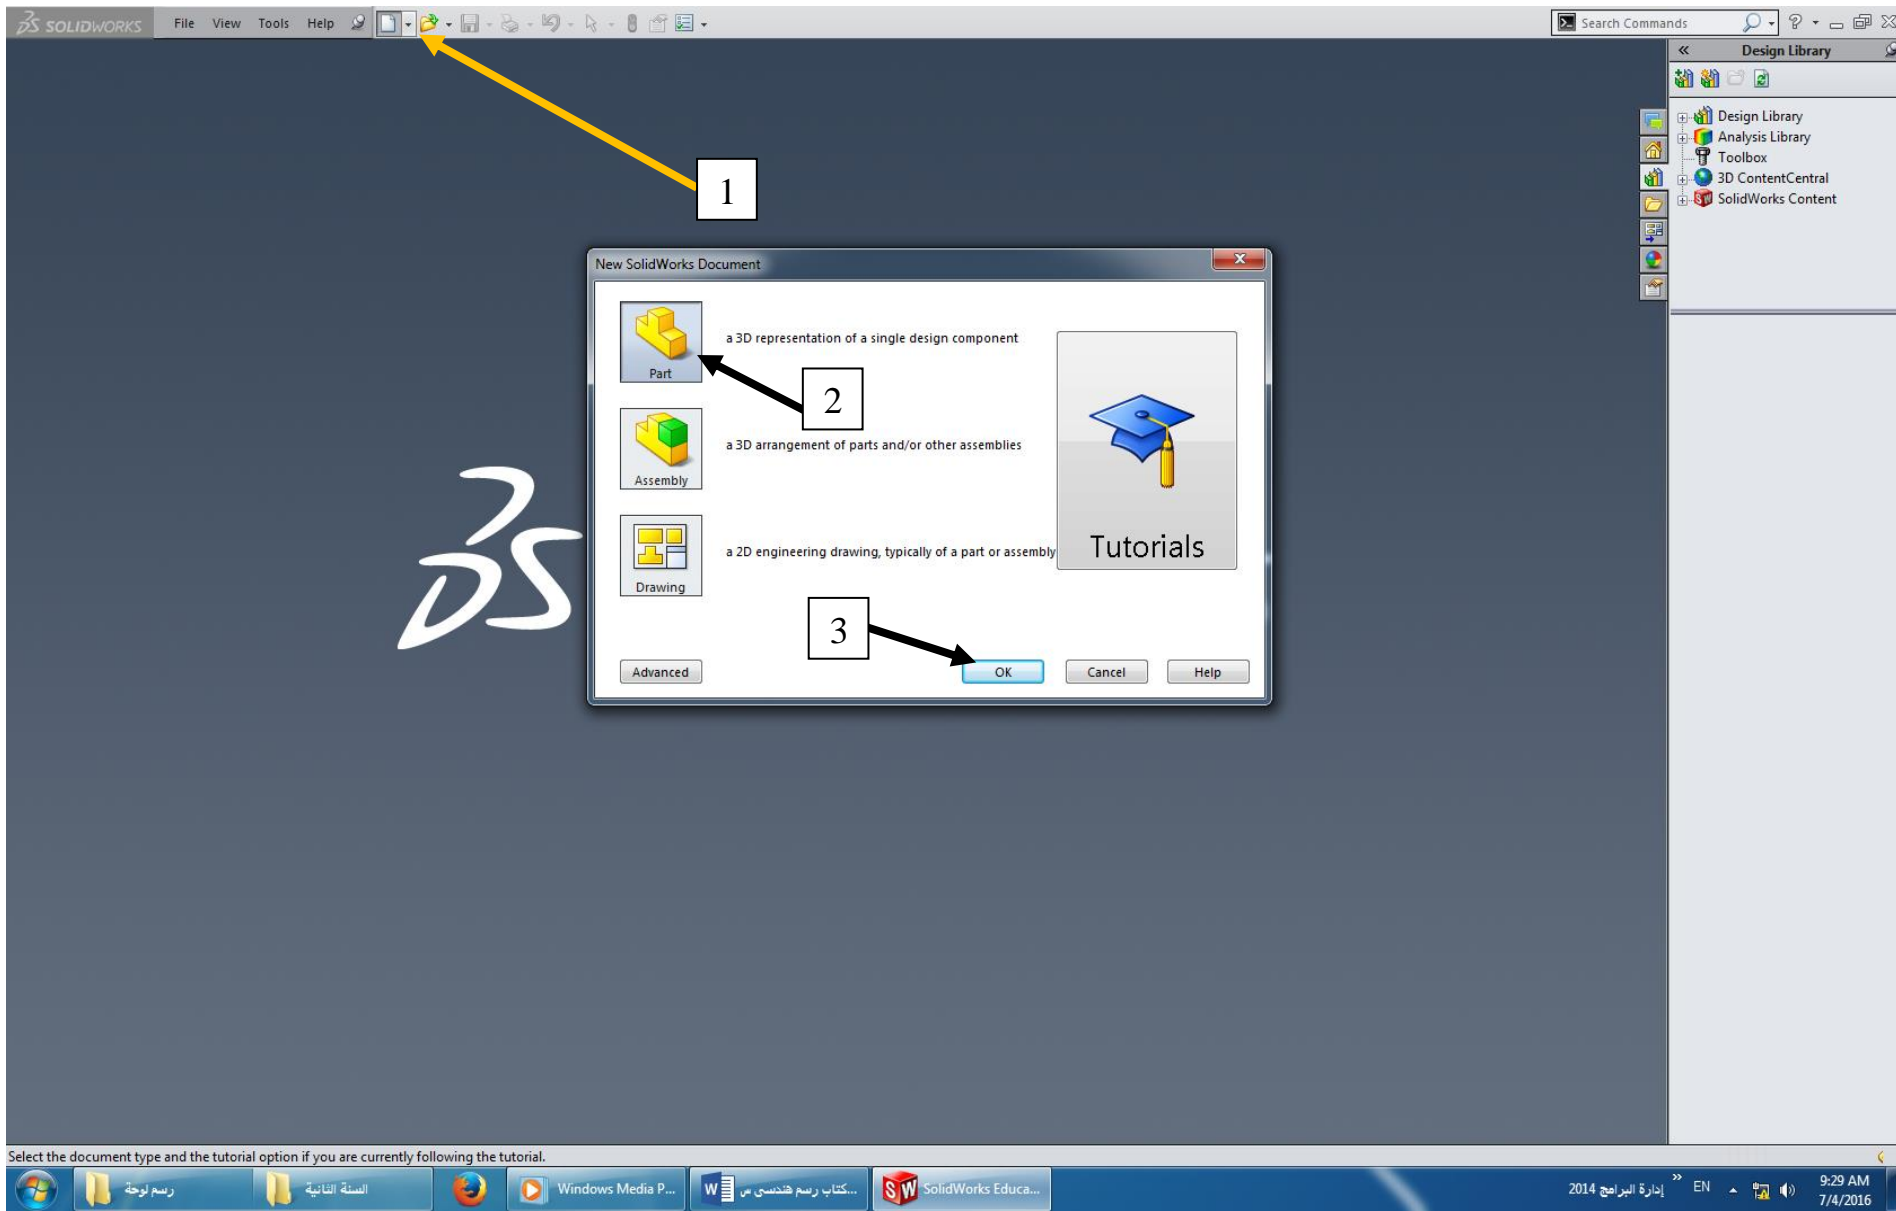 SOLIDWORKS File View Tools Help Search Commands
Design Library
Design Library
Analysis Library
Toolbox
3D ContentCentral
SolidWorks Content
1
New SolidWorks Document
a 3D representation of a single design component
Part
2
a 3D arrangement of parts and/or other assemblies
Assembly
a 2D engineering drawing, typically of a part or assembly
Drawing
Tutorials
3
Advanced OK Cancel Help
Select the document type and the tutorial option if you are currently following the tutorial.
رسم لوحة
السنة الثانية
Windows Media P...
كتاب رسم هندسى س...
SolidWorks Educa...
إدارة البرامج 2014
EN
9:29 AM
7/4/2016